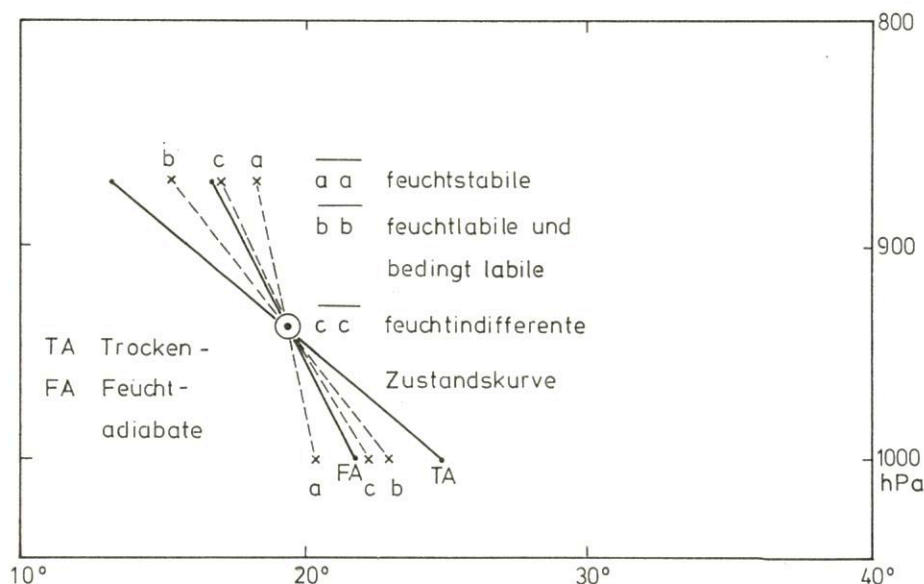 800
b c a
a a feuchtstabile
b b feuchtlabile und
bedingt labile
900
c c feuchtindifferente
TA Trocken-
FA Feucht-
adiabate
Zustandskurve
1000
hPa
FA
TA
a
c b
10° 20° 30° 40°